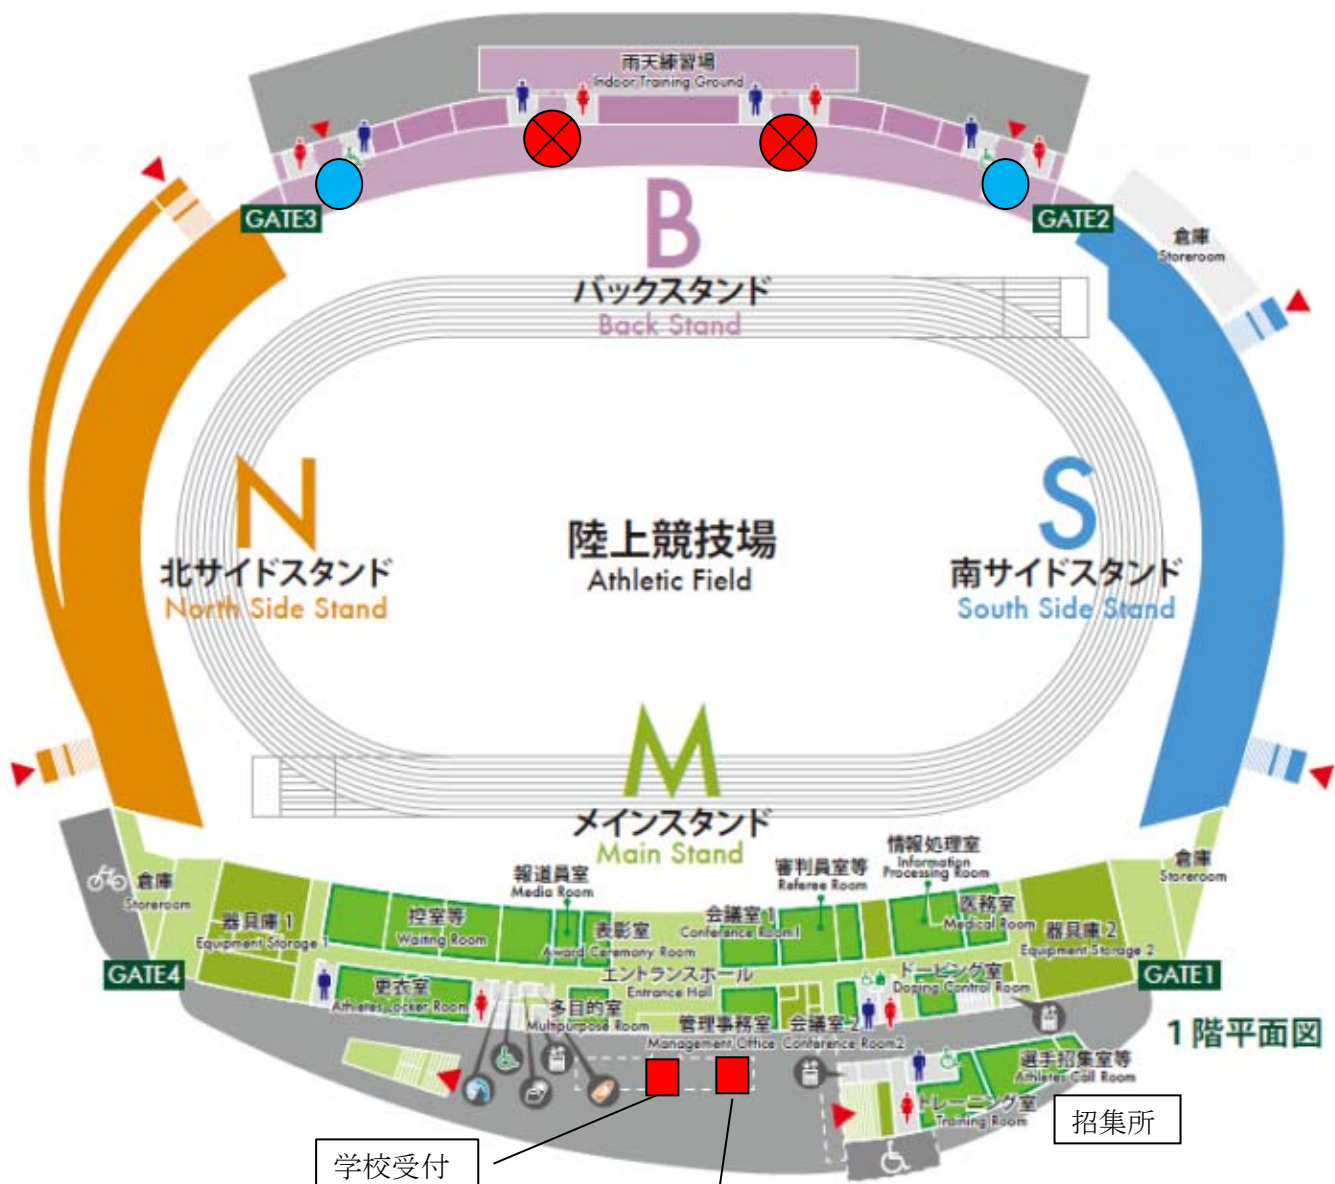 雨天練習場
Indoor Training Ground
GATE3
GATE2
倉庫
Storeroom
B
バックスタンド
Back Stand
N
北サイドスタンド
North Side Stand
陸上競技場
Athletic Field
S
南サイドスタンド
South Side Stand
M
メインスタンド
Main Stand
倉庫
Storeroom
器具庫 1
Equipment Storage 1
控室等
Waiting Room
報道員室
Media Room
表彰室
Award Ceremony Room
会議室 1
Conference Room1
審判員室等
Referee Room
情報処理室
Information
Processing Room
医務室
Medical Room
器具庫 2
Equipment Storage 2
倉庫
Storeroom
GATE4
更衣室
Athletes Locker Room
多目的室
Multipurpose Room
エントランスホール
Entrance Hall
管理事務室
Management Office
会議室 2
Conference Room2
ドーピング室
Doping Control Room
GATE1
1階平面図
選手招集室等
Athletes Call Room
トレーニング室
Training Room
招集所
学校受付